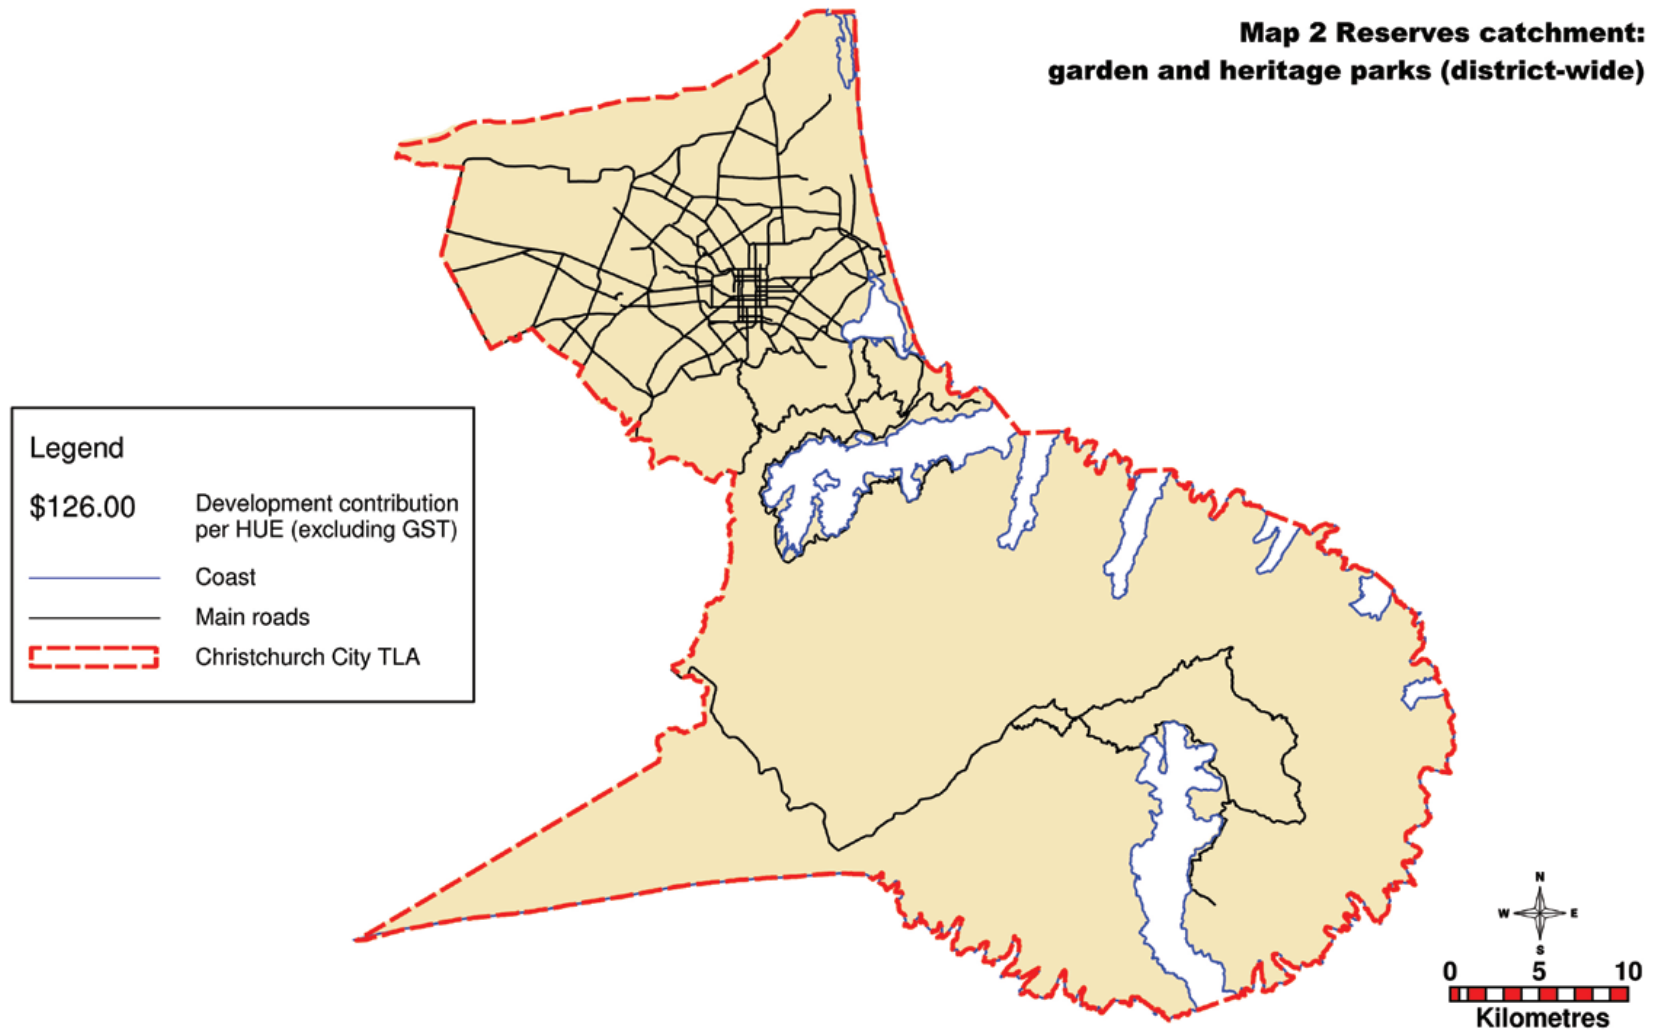 Map 2 Reserves catchment:
garden and heritage parks (district-wide)
Legend
$126.00
Development contribution
per HUE (excluding GST)
Coast
Main roads
Christchurch City TLA
N
W E
S
0 5 10
Kilometres